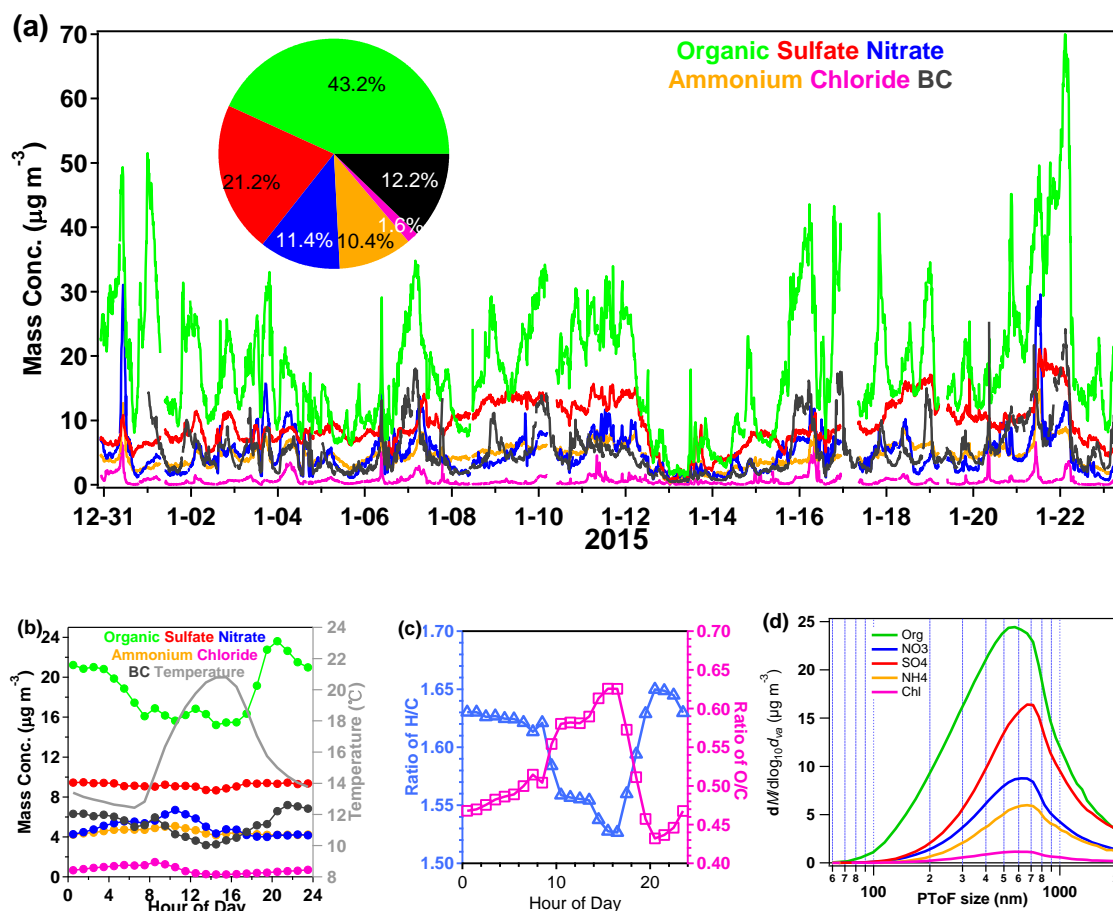 (a)
70
60
50
40
30
20
10
0
Mass Conc. (µg m-3)
Organic Sulfate Nitrate
Ammonium Chloride BC
43.2%
21.2%
12.2%
1.6%
11.4%
10.4%
12-31 1-02 1-04 1-06 1-08 1-10 1-12 1-14 1-16 1-18 1-20 1-22
2015
(b)
Organic Sulfate Nitrate
Ammonium Chloride
BC Temperature
24
20
16
12
8
4
0
Mass Conc. (µg m-3)
24
22
20
18
16
14
12
10
8
Temperature (℃)
0 4 8 12 16 20 24
Hour of Day
(c)
1.70
1.65
1.60
1.55
1.50
Ratio of H/C
0.70
0.65
0.60
0.55
0.50
0.45
0.40
Ratio of O/C
0 10 20
Hour of Day
(d)
25
20
15
10
5
0
dM/dlog10dva (µg m-3)
Org
NO3
SO4
NH4
Chl
6 7 8 100 2 3 4 5 6 7 8 1000 2
PToF size (nm)